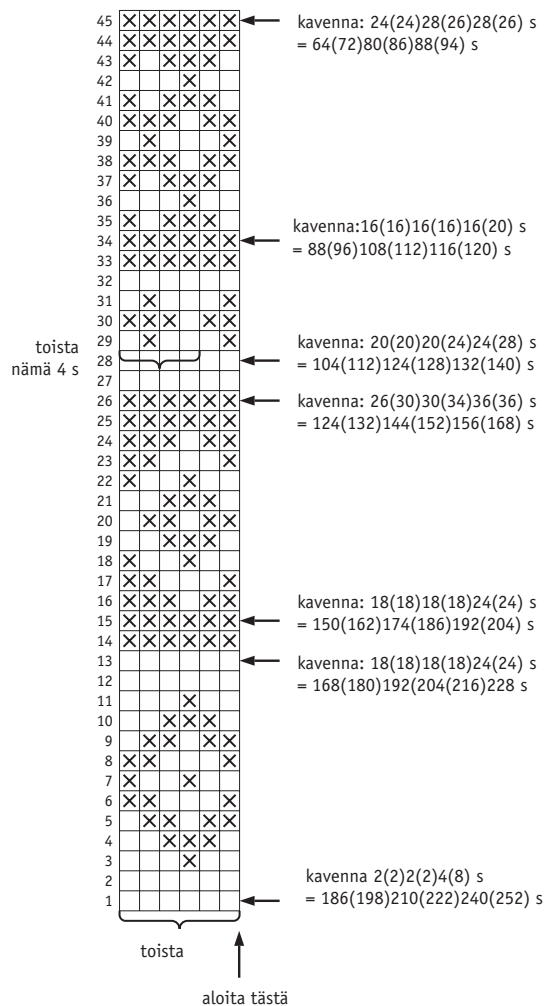 45
kavenna: 24(24)28(26)28(26) s
= 64(72)80(86)88(94) s
44
43
42
41
40
39
38
37
36
35
34
kavenna:16(16)16(16)16(20) s
= 88(96)108(112)116(120) s
33
32
31
30
29
toista
nämä 4 s
28
kavenna: 20(20)20(24)24(28) s
= 104(112)124(128)132(140) s
27
26
kavenna: 26(30)30(34)36(36) s
= 124(132)144(152)156(168) s
25
24
23
22
21
20
19
18
17
16
15
kavenna: 18(18)18(18)24(24) s
= 150(162)174(186)192(204) s
14
13
kavenna: 18(18)18(18)24(24) s
= 168(180)192(204(216)228 s
12
11
10
9
8
7
6
5
4
3
2
1
kavenna 2(2)2(2)4(8) s
= 186(198)210(222)240(252) s
toista
aloita tästä